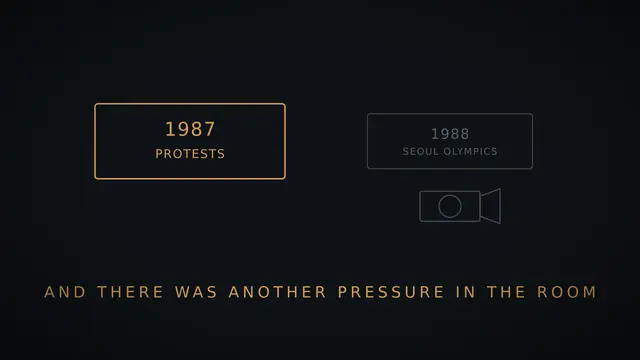 1987
PROTESTS
1988
SEOUL OLYMPICS
AND THERE WAS ANOTHER PRESSURE IN THE ROOM